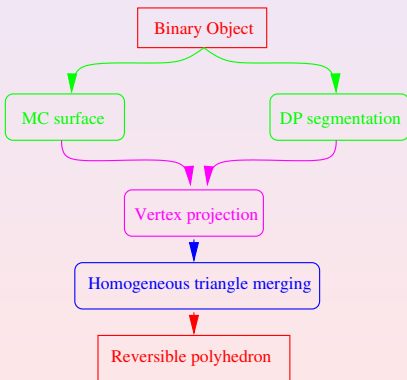 Binary Object
MC surface
DP segmentation
Vertex projection
Homogeneous triangle merging
Reversible polyhedron